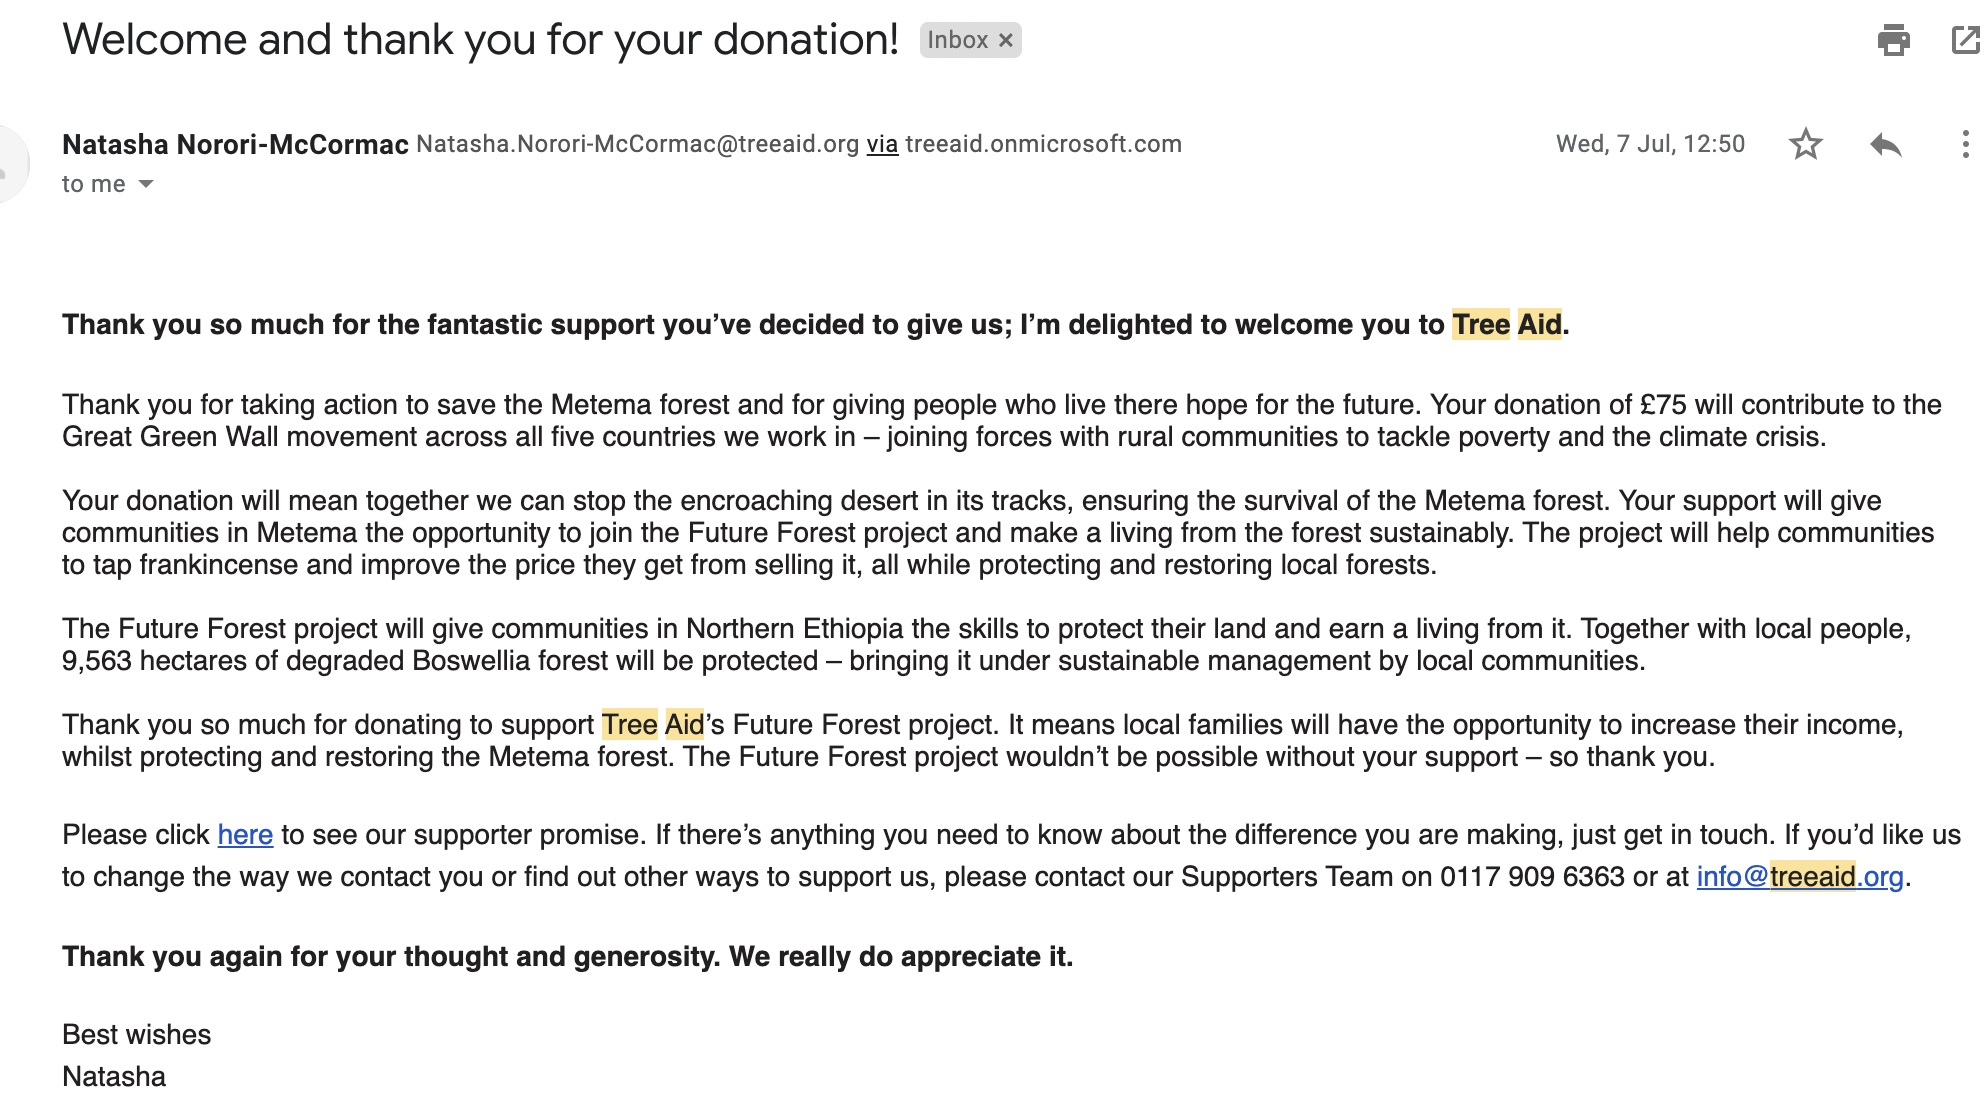 Welcome and thank you for your donation! Inbox ×
Natasha Norori-McCormac Natasha.Norori-McCormac@treeaid.org via treeaid.onmicrosoft.com Wed, 7 Jul, 12:50
to me
Thank you so much for the fantastic support you’ve decided to give us; I’m delighted to welcome you to Tree Aid.
Thank you for taking action to save the Metema forest and for giving people who live there hope for the future. Your donation of £75 will contribute to the
Great Green Wall movement across all five countries we work in – joining forces with rural communities to tackle poverty and the climate crisis.
Your donation will mean together we can stop the encroaching desert in its tracks, ensuring the survival of the Metema forest. Your support will give
communities in Metema the opportunity to join the Future Forest project and make a living from the forest sustainably. The project will help communities
to tap frankincense and improve the price they get from selling it, all while protecting and restoring local forests.
The Future Forest project will give communities in Northern Ethiopia the skills to protect their land and earn a living from it. Together with local people,
9,563 hectares of degraded Boswellia forest will be protected – bringing it under sustainable management by local communities.
Thank you so much for donating to support Tree Aid’s Future Forest project. It means local families will have the opportunity to increase their income,
whilst protecting and restoring the Metema forest. The Future Forest project wouldn’t be possible without your support – so thank you.
Please click here to see our supporter promise. If there’s anything you need to know about the difference you are making, just get in touch. If you’d like us
to change the way we contact you or find out other ways to support us, please contact our Supporters Team on 0117 909 6363 or at info@treeaid.org.
Thank you again for your thought and generosity. We really do appreciate it.
Best wishes
Natasha